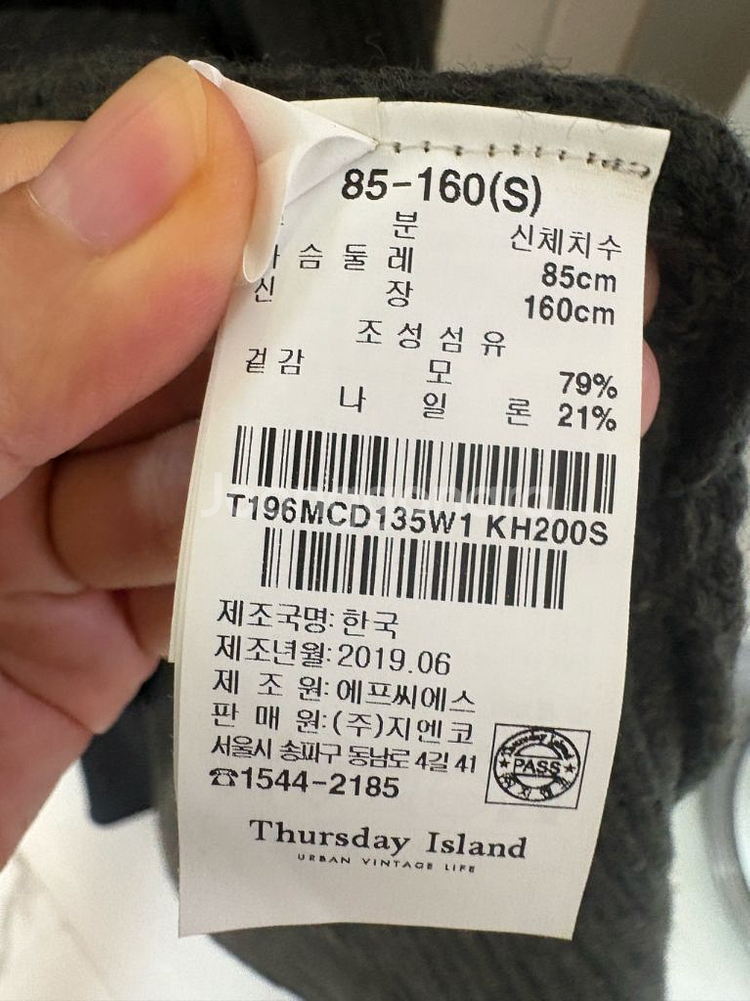 85-160(S)
분 신체치수
슴 둘 레 85cm
신 장 160cm
조 성 섬 유
겉감 모 79%
나 일 론 21%
T196MCD135W1 KH200S
제조국명: 한국
제조년월: 2019.06
제 조 원: 에프씨에스
판 매 원: (주)지엔코
서울시 송파구 동남로 4길 41
☎1544-2185
Thursday Island
PASS
Thursday Island
URBAN VINTAGE LIFE